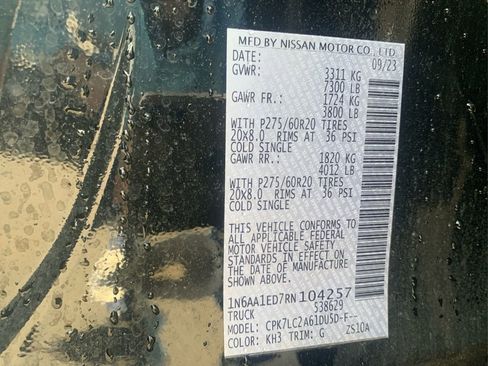 MFD BY NISSAN MOTOR CO., LTD.
DATE: 09/23
GVWR: 3311 KG
7300 LB
GAWR FR.: 1724 KG
3800 LB
WITH P275/60R20 TIRES
20x8.0 RIMS AT 36 PSI
COLD SINGLE
GAWR RR.: 1820 KG
4012 LB
WITH P275/60R20 TIRES
20x8.0 RIMS AT 36 PSI
COLD SINGLE
THIS VEHICLE CONFORMS TO
ALL APPLICABLE FEDERAL
MOTOR VEHICLE SAFETY
STANDARDS IN EFFECT ON
THE DATE OF MANUFACTURE
SHOWN ABOVE.
1N6AA1ED7RN104257
TRUCK 538629
MODEL: CPK7LC2A61DU5D-F--
COLOR: KH3 TRIM: G ZS10A